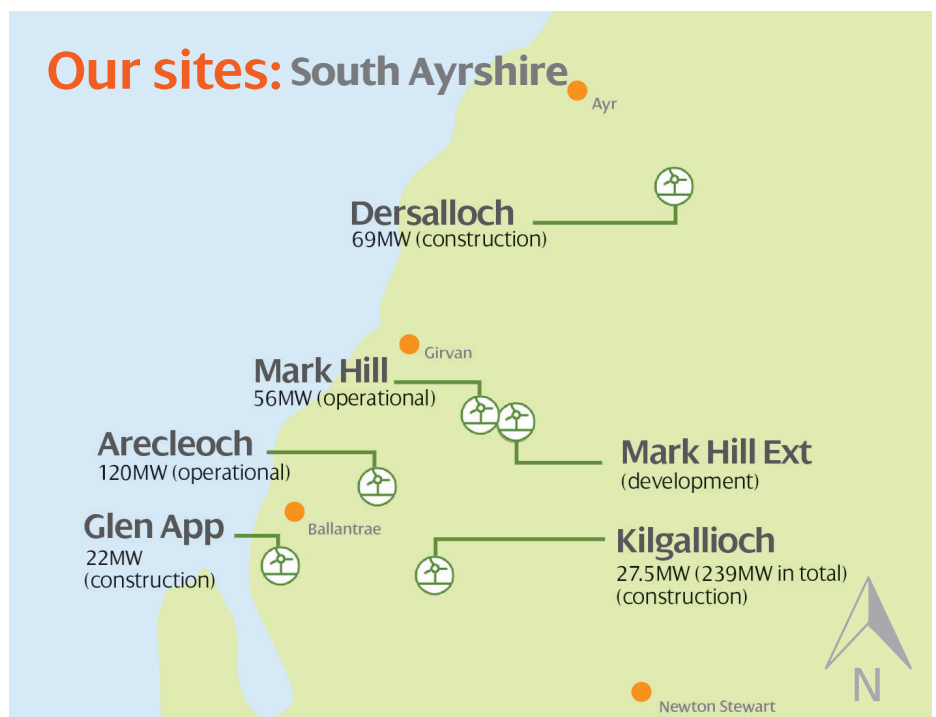 Our sites: South Ayrshire
Ayr
Dersalloch
69MW (construction)
Girvan
Mark Hill
56MW (operational)
Arecleoch
120MW (operational)
Mark Hill Ext
(development)
Ballantrae
Glen App
22MW
(construction)
Kilgallioch
27.5MW (239MW in total)
(construction)
N
Newton Stewart